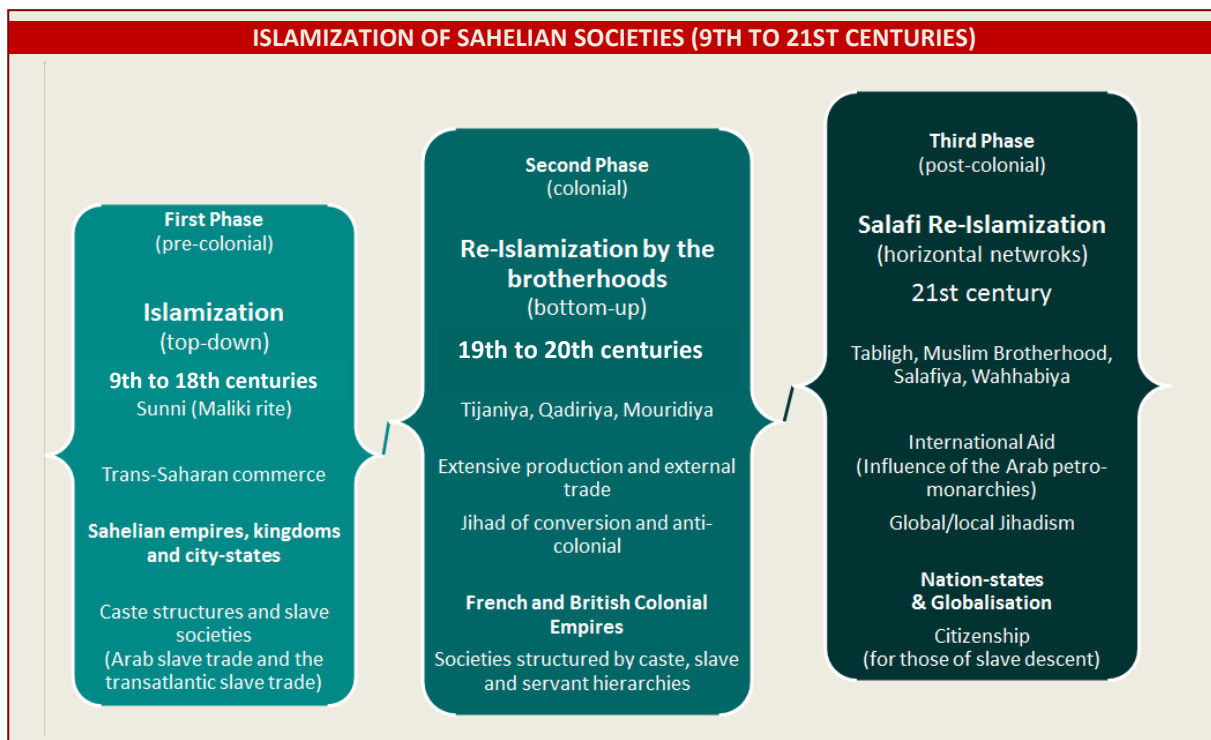 ISLAMIZATION OF SAHELIAN SOCIETIES (9TH TO 21ST CENTURIES)
First Phase
(pre-colonial)
Islamization
(top-down)
9th to 18th centuries
Sunni (Maliki rite)
Trans-Saharan commerce
Sahelian empires, kingdoms
and city-states
Caste structures and slave
societies
(Arab slave trade and the
transatlantic slave trade)
Second Phase
(colonial)
Re-Islamization by the
brotherhoods
(bottom-up)
19th to 20th centuries
Tijaniya, Qadiriya, Mouridiya
Extensive production and external
trade
Jihad of conversion and anti-
colonial
French and British Colonial
Empires
Societies structured by caste, slave
and servant hierarchies
Third Phase
(post-colonial)
Salafi Re-Islamization
(horizontal netwroks)
21st century
Tabligh, Muslim Brotherhood,
Salafiya, Wahhabiya
International Aid
(Influence of the Arab petro-
monarchies)
Global/local Jihadism
Nation-states
& Globalisation
Citizenship
(for those of slave descent)